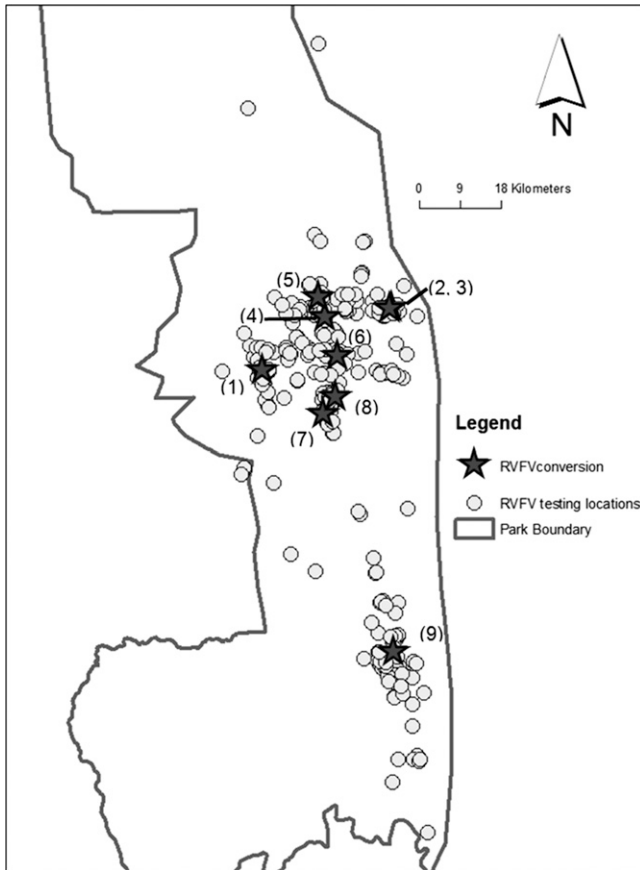 N
0 9 18 Kilometers
(5)
(2, 3)
(4)
(6)
(1)
(8)
(7)
Legend
RVFVconversion
RVFV testing locations
Park Boundary
(9)